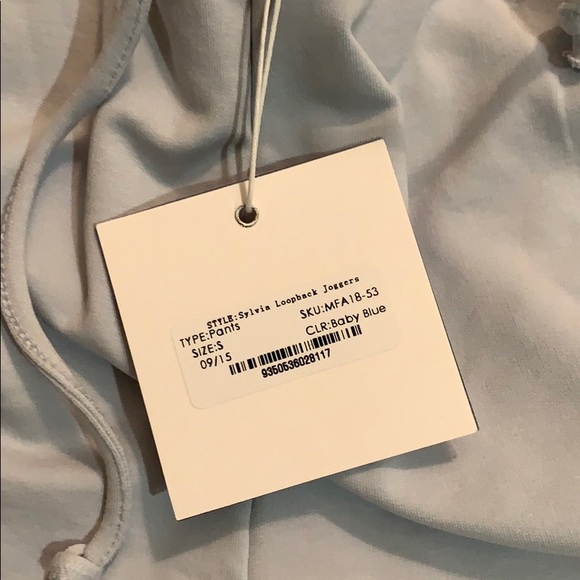 STYLE:Sylvia Loopback Joggers
TYPE:Pants SKU:MFA18-53
SIZE:S CLR:Baby Blue
09/15
9350536028117